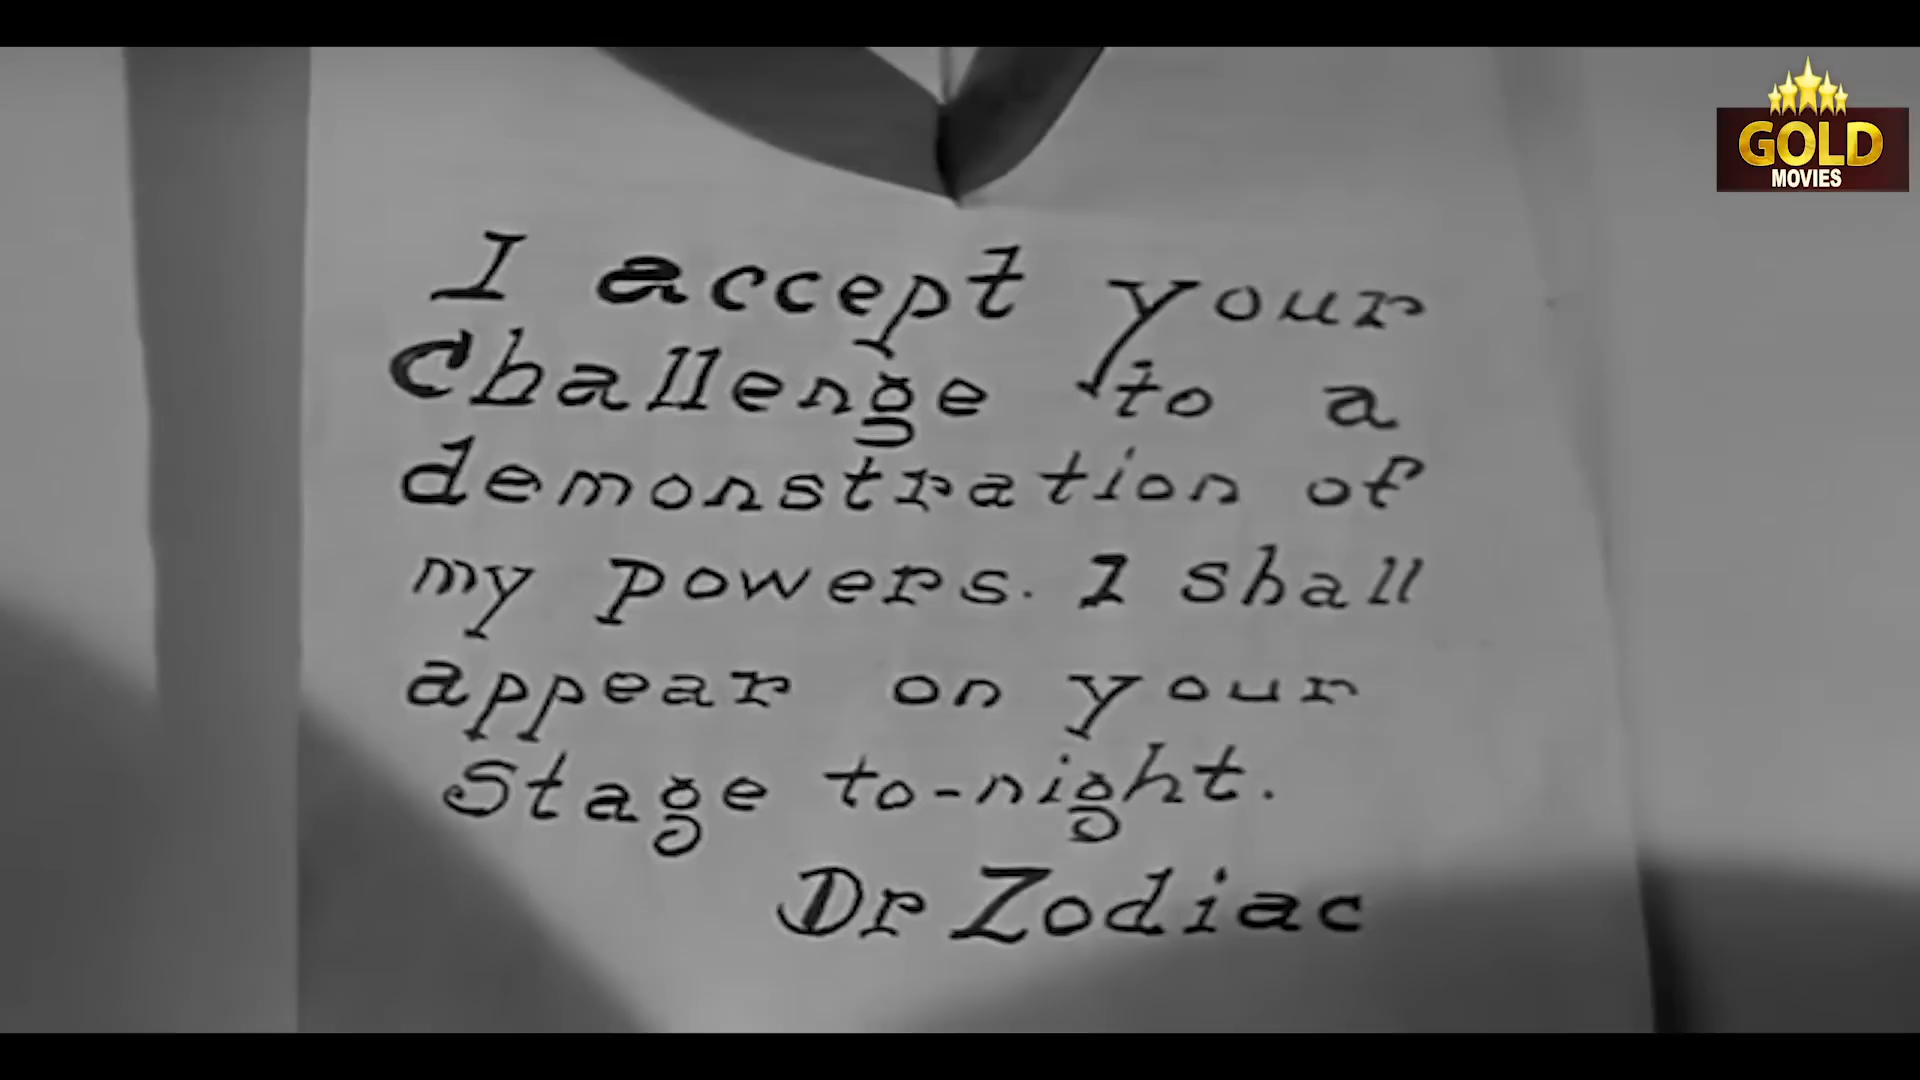 GOLD
MOVIES
I accept your
Challenge to a
demonstration of
my powers. I shall
appear on your
Stage to-night.
Dr Zodiac